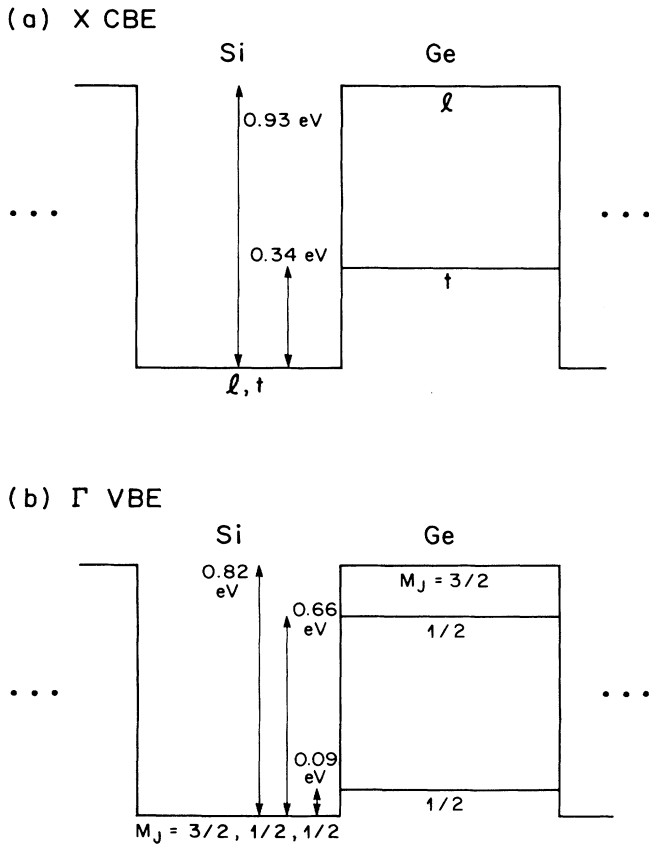 (a) X CBE
Si Ge
ℓ
0.93 eV
0.34 eV
t
• • • • • •
ℓ, t
(b) Γ VBE
Si Ge
0.82 eV
M_J = 3/2
0.66 eV
1/2
• • • • • •
0.09 eV
1/2
M_J = 3/2, 1/2, 1/2